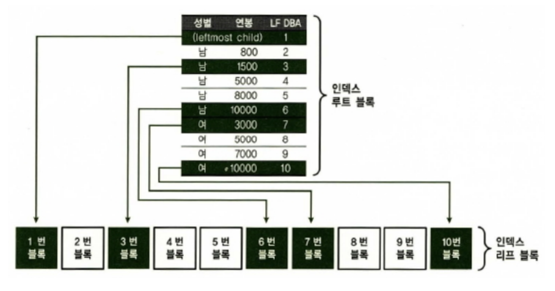 성별 연봉 LF DBA
(leftmost child) 1
남 800 2
남 1500 3
남 5000 4
남 8000 5
남 10000 6
여 3000 7
여 5000 8
여 7000 9
여 10000 10
인덱스
루트 블록
1 번
블록
2 번
블록
3 번
블록
4 번
블록
5 번
블록
6 번
블록
7 번
블록
8 번
블록
9 번
블록
10번
블록
인덱스
리프 블록